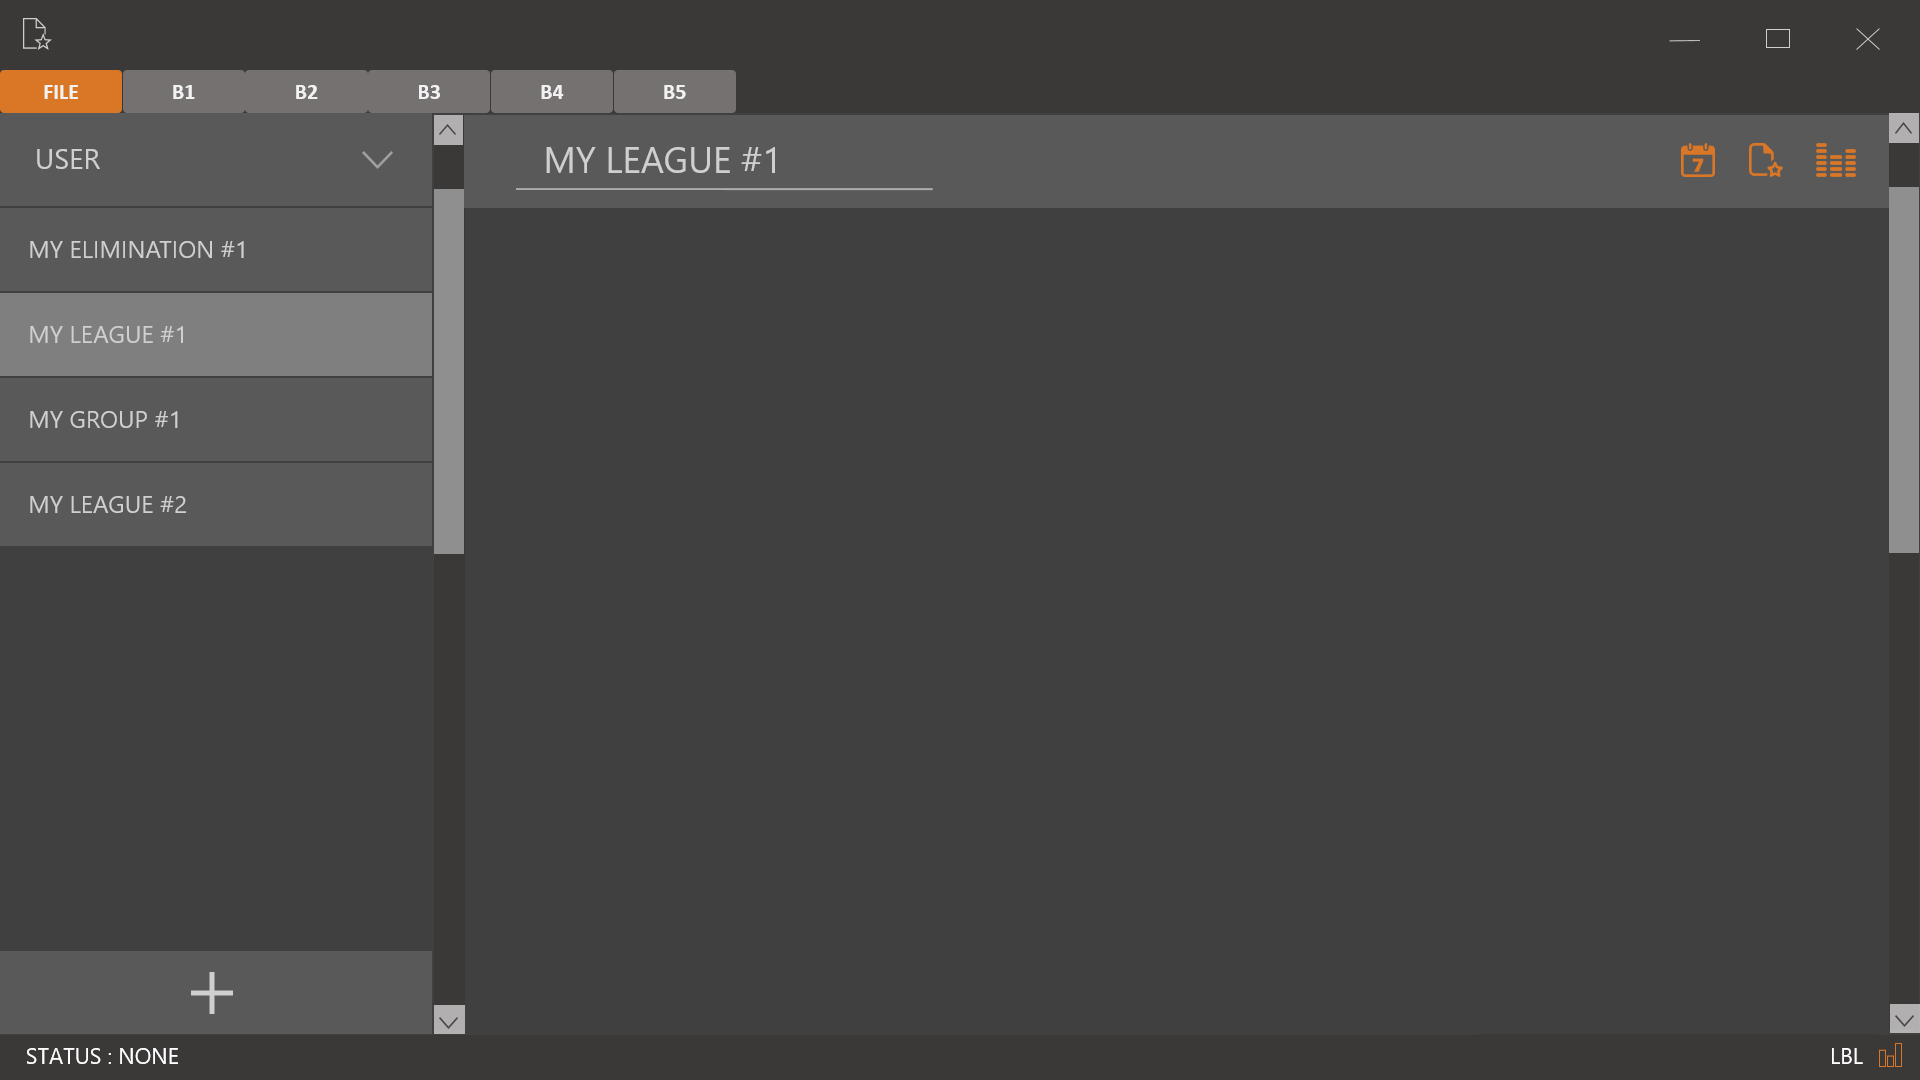 FILE
B1
B2
B3
B4
B5
USER
MY LEAGUE #1
7
MY ELIMINATION #1
MY LEAGUE #1
MY GROUP #1
MY LEAGUE #2
STATUS : NONE
LBL